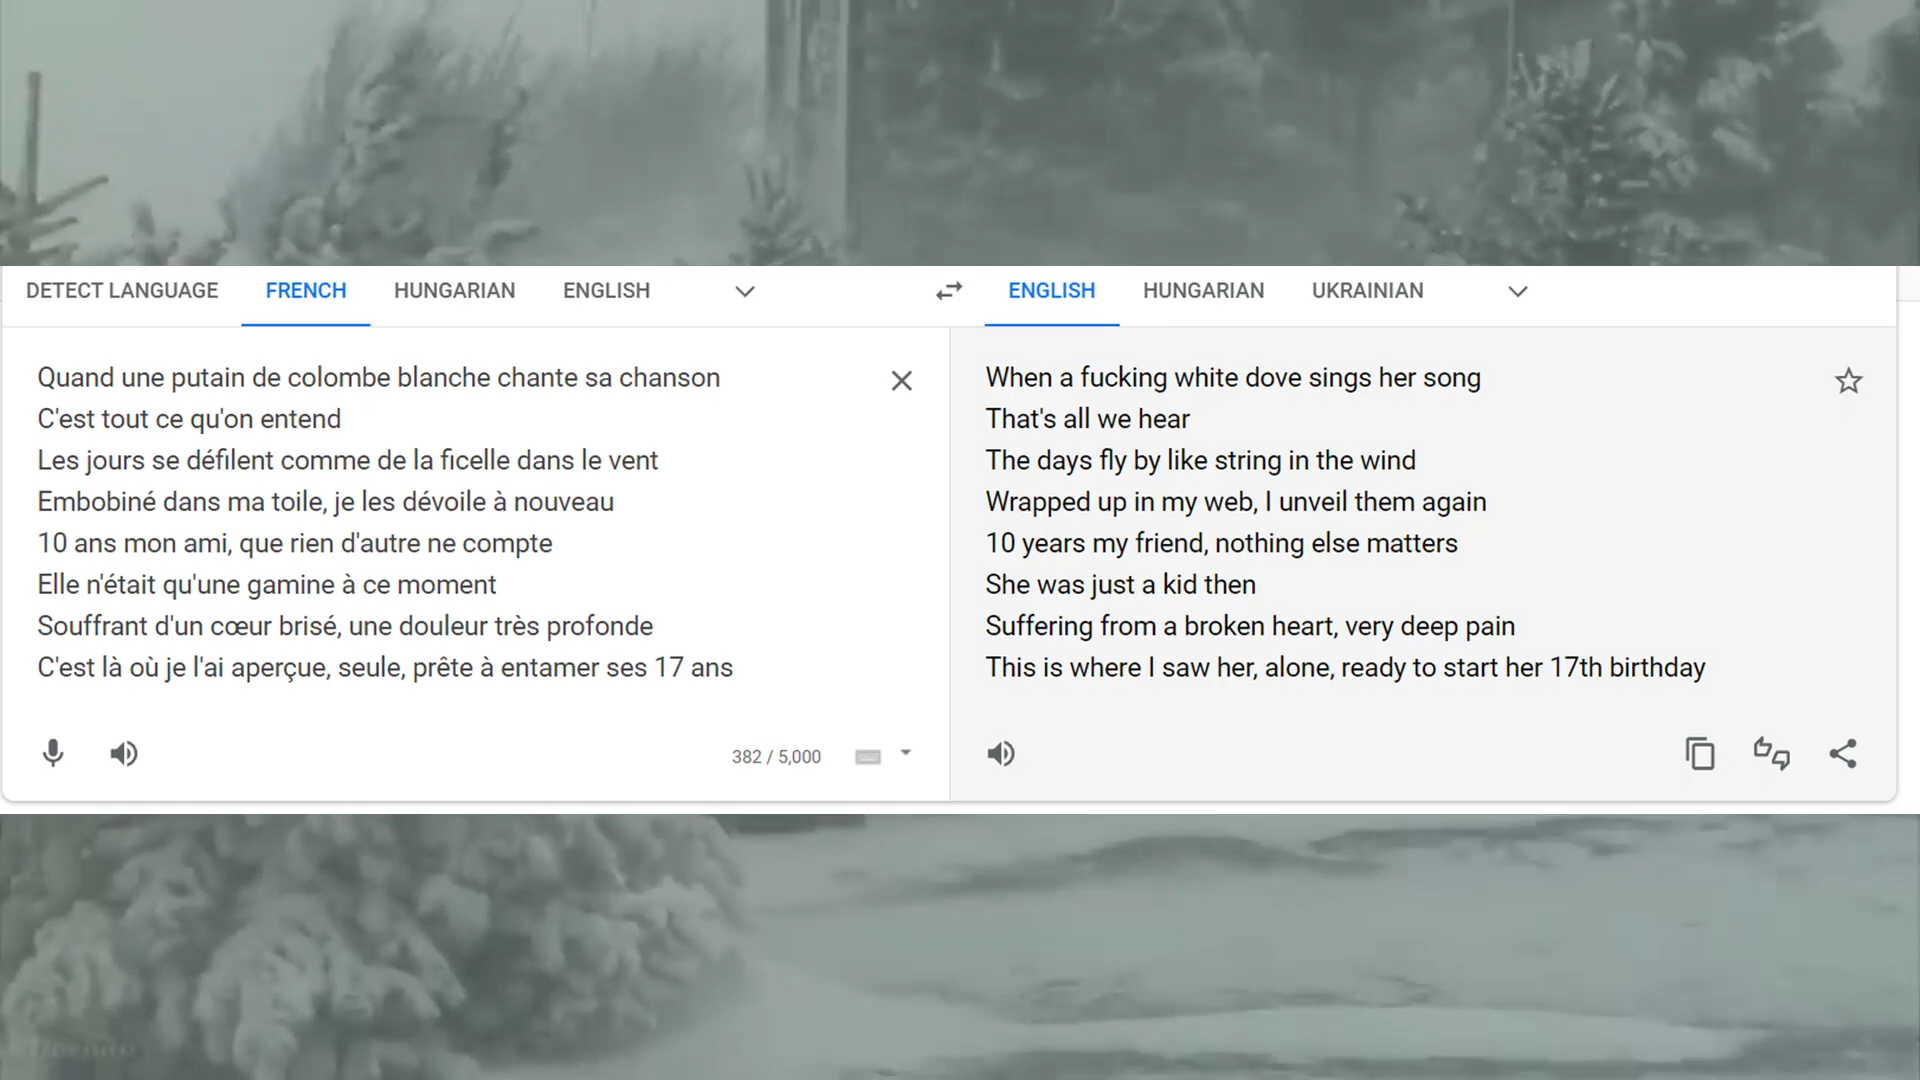 DETECT LANGUAGE FRENCH HUNGARIAN ENGLISH
ENGLISH HUNGARIAN UKRAINIAN
Quand une putain de colombe blanche chante sa chanson
C'est tout ce qu'on entend
Les jours se défilent comme de la ficelle dans le vent
Embobiné dans ma toile, je les dévoile à nouveau
10 ans mon ami, que rien d'autre ne compte
Elle n'était qu'une gamine à ce moment
Souffrant d'un cœur brisé, une douleur très profonde
C'est là où je l'ai aperçue, seule, prête à entamer ses 17 ans
382 / 5,000
When a fucking white dove sings her song
That's all we hear
The days fly by like string in the wind
Wrapped up in my web, I unveil them again
10 years my friend, nothing else matters
She was just a kid then
Suffering from a broken heart, very deep pain
This is where I saw her, alone, ready to start her 17th birthday